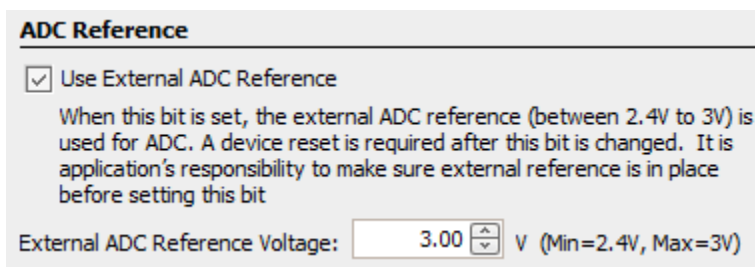 ADC Reference
Use External ADC Reference
When this bit is set, the external ADC reference (between 2.4V to 3V) is
used for ADC. A device reset is required after this bit is changed.  It is
application's responsibility to make sure external reference is in place
before setting this bit
External ADC Reference Voltage: 3.00 V (Min=2.4V, Max=3V)